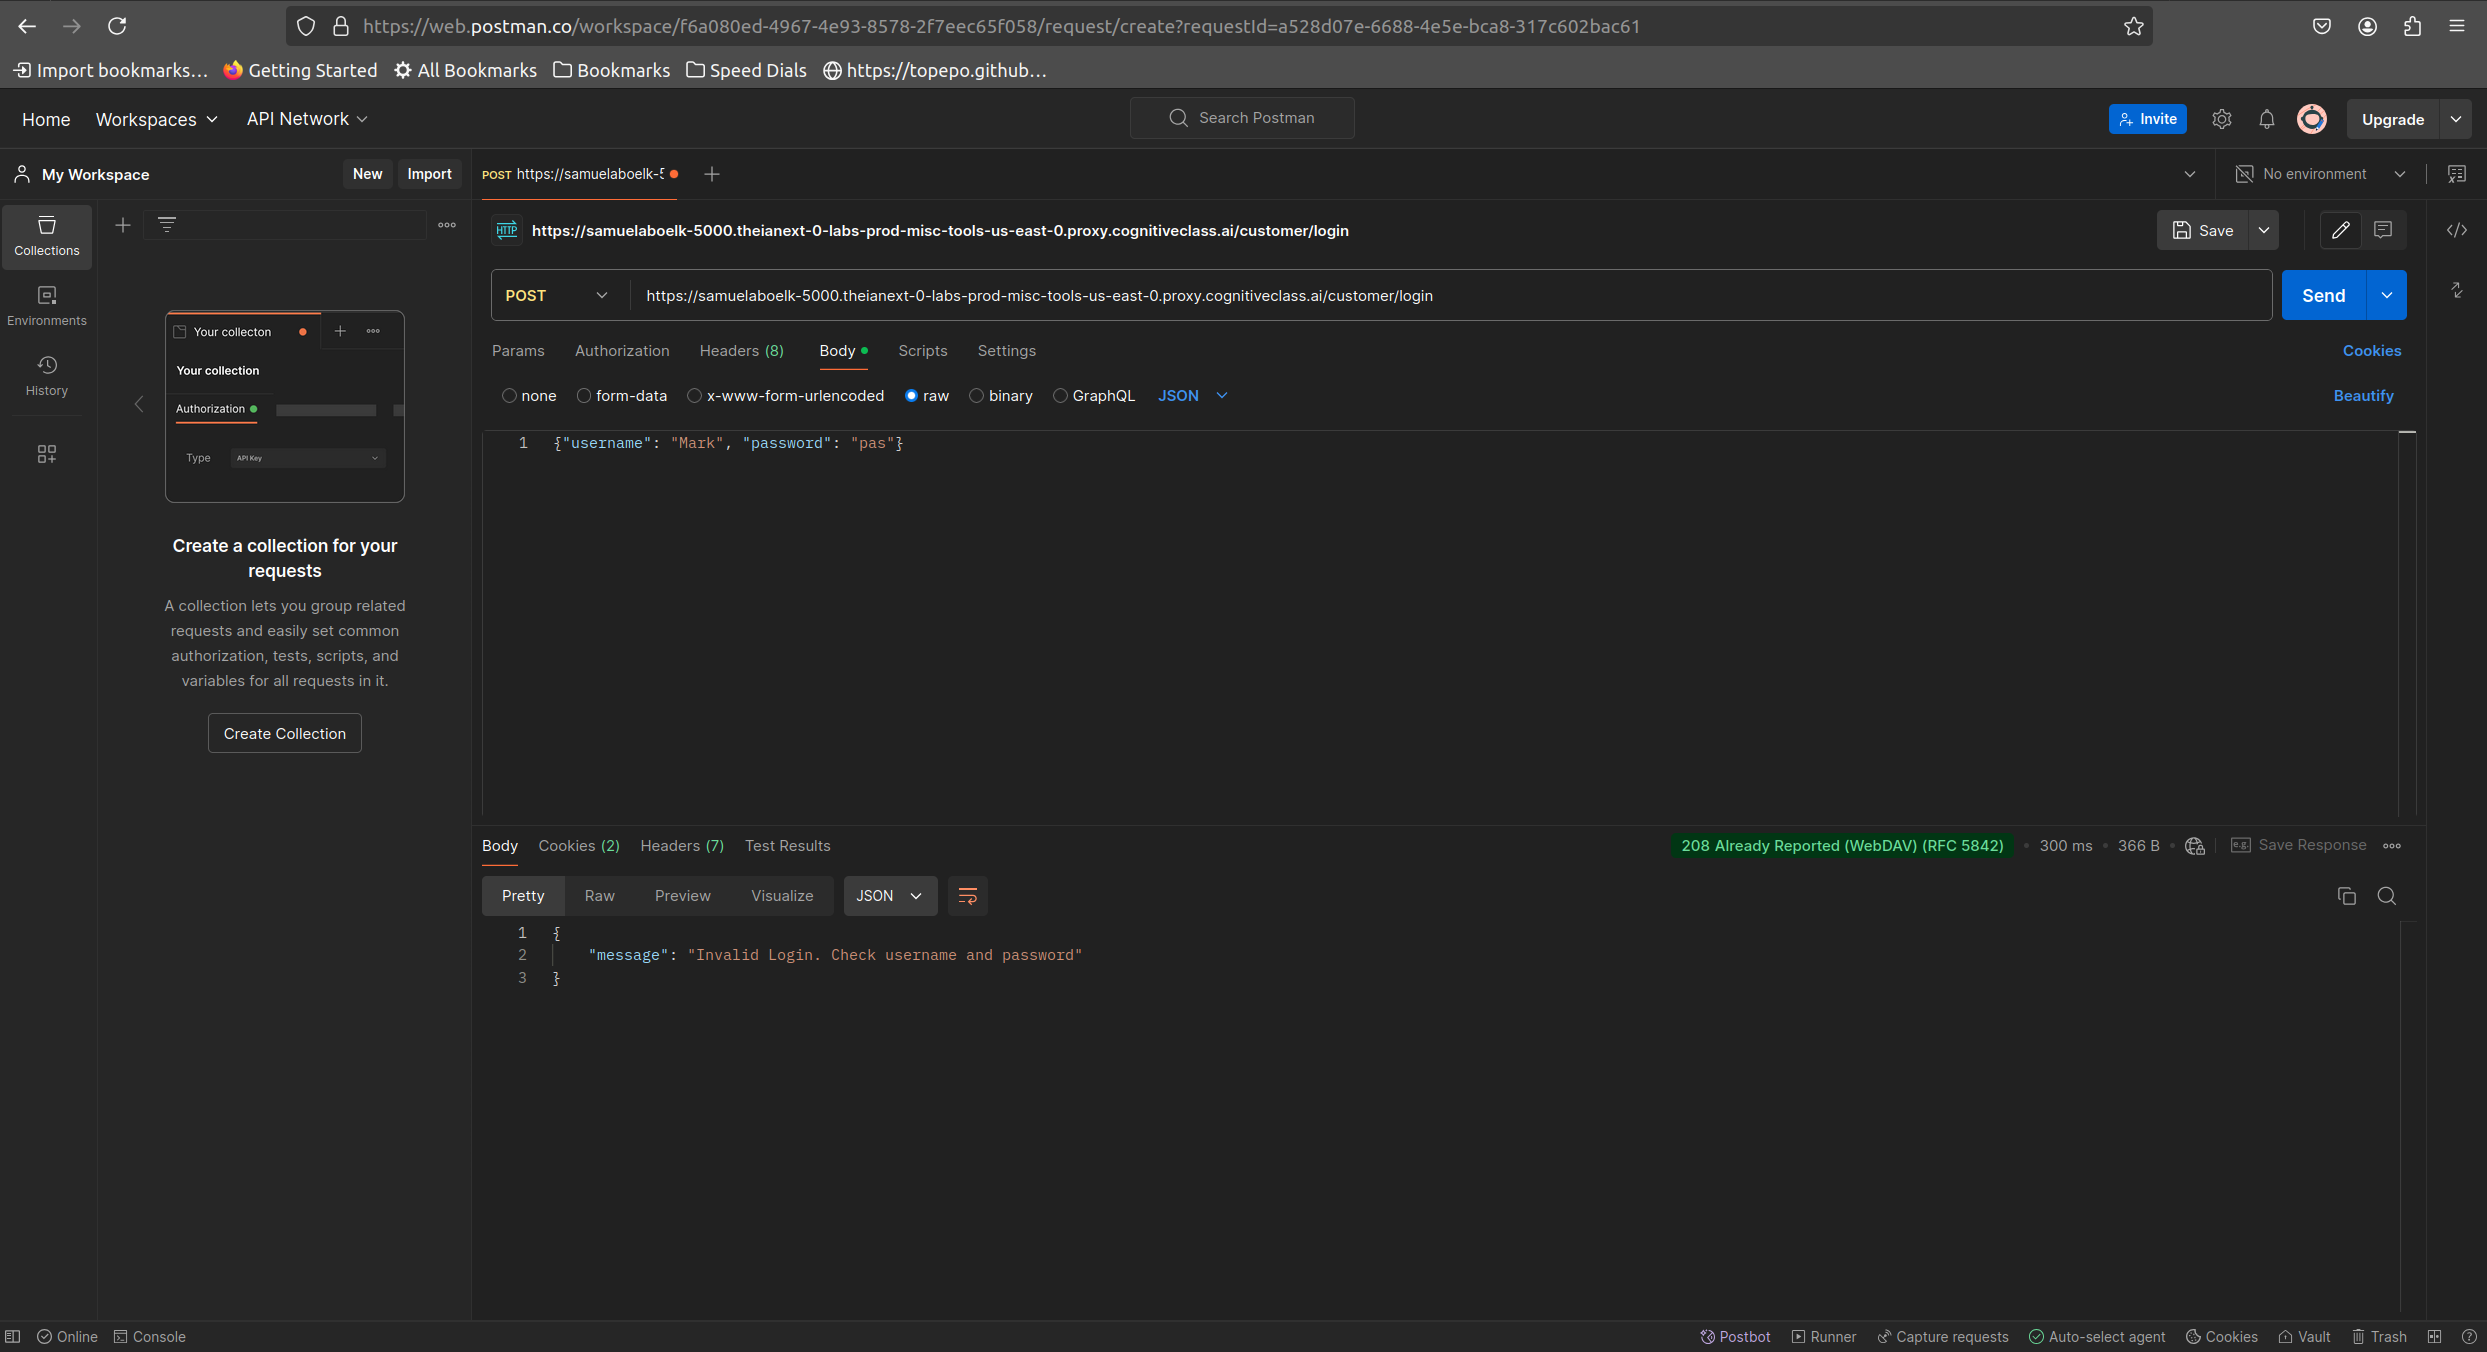 https://web.postman.co/workspace/f6a080ed-4967-4e93-8578-2f7eec65f058/request/create?requestId=a528d07e-6688-4e5e-bca8-317c602bac61
Import bookmarks… Getting Started All Bookmarks Bookmarks Speed Dials https://topepo.github…
Home Workspaces API Network Search Postman Invite Upgrade
My Workspace New Import POST https://samuelaboelk-5 No environment
Collections
HTTP https://samuelaboelk-5000.theianext-0-labs-prod-misc-tools-us-east-0.proxy.cognitiveclass.ai/customer/login Save
Environments
History
POST https://samuelaboelk-5000.theianext-0-labs-prod-misc-tools-us-east-0.proxy.cognitiveclass.ai/customer/login Send
Your collecton
Your collection
Authorization
Type API Key
Create a collection for your
requests
A collection lets you group related
requests and easily set common
authorization, tests, scripts, and
variables for all requests in it.
Create Collection
Params Authorization Headers (8) Body Scripts Settings Cookies
none form-data x-www-form-urlencoded raw binary GraphQL JSON Beautify
1 {"username": "Mark", "password": "pas"}
Body Cookies (2) Headers (7) Test Results 208 Already Reported (WebDAV) (RFC 5842) • 300 ms • 366 B • e.g. Save Response
Pretty Raw Preview Visualize JSON
1 {
2 "message": "Invalid Login. Check username and password"
3 }
Online Console Postbot Runner Capture requests Auto-select agent Cookies Vault Trash